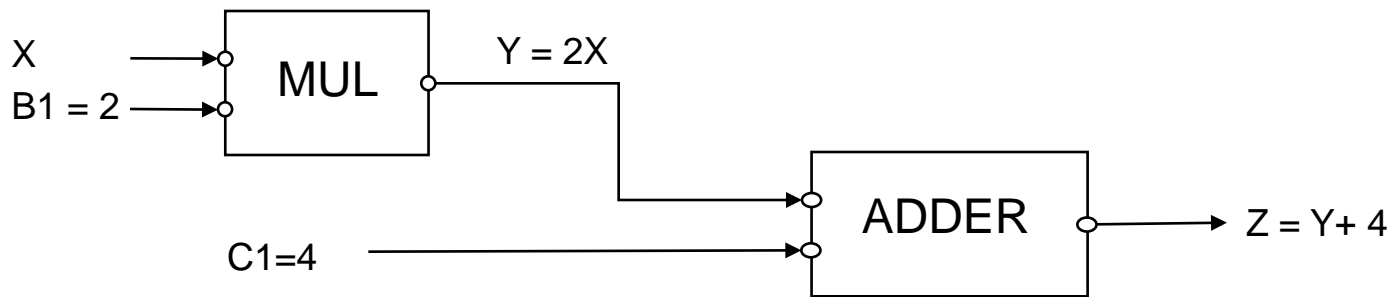 X
B1 = 2
MUL
Y = 2X
C1=4
ADDER
Z = Y+ 4